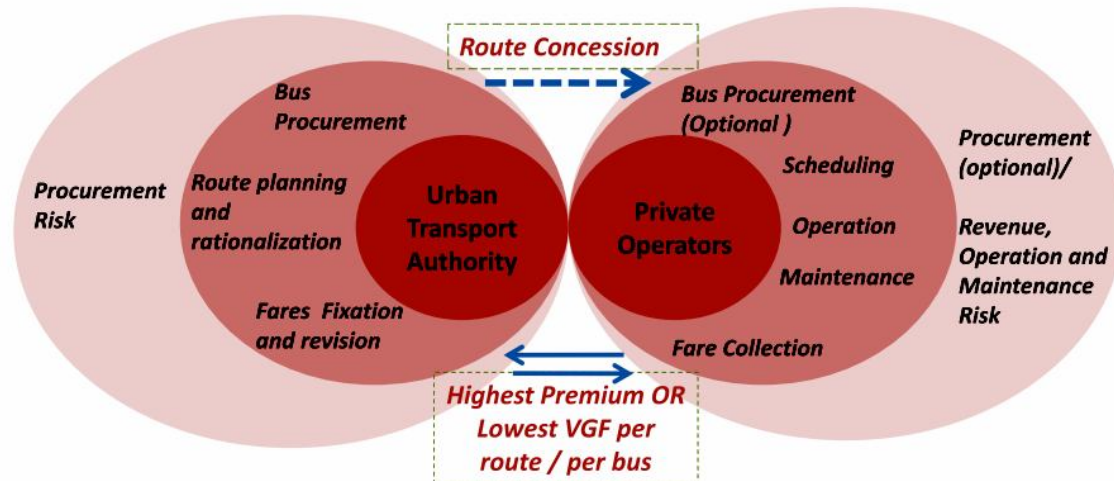 Route Concession
Bus
Procurement
Procurement
Risk
Route planning
and
rationalization
Urban
Transport
Authority
Fares  Fixation
and revision
Bus Procurement
(Optional )
Private
Operators
Scheduling
Operation
Maintenance
Fare Collection
Procurement
(optional)/
Revenue,
Operation and
Maintenance
Risk
Highest Premium OR
Lowest VGF per
route / per bus